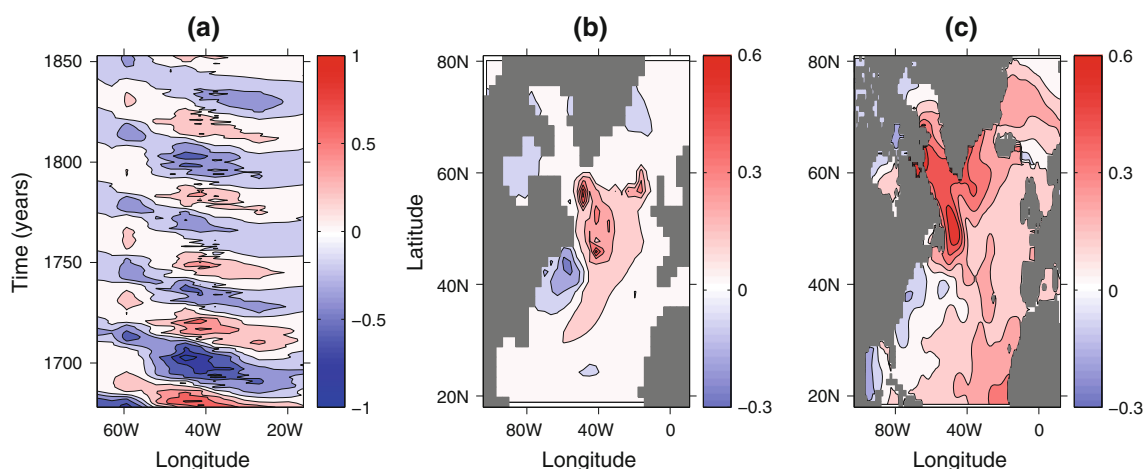 (a)
(b)
(c)
1850
1800
1750
1700
Time (years)
60W
40W
20W
Longitude
1
0.5
0
−0.5
−1
80N
60N
40N
20N
Latitude
80W
40W
0
Longitude
0.6
0.3
0
−0.3
80N
60N
40N
20N
80W
40W
0
Longitude
0.6
0.3
0
−0.3